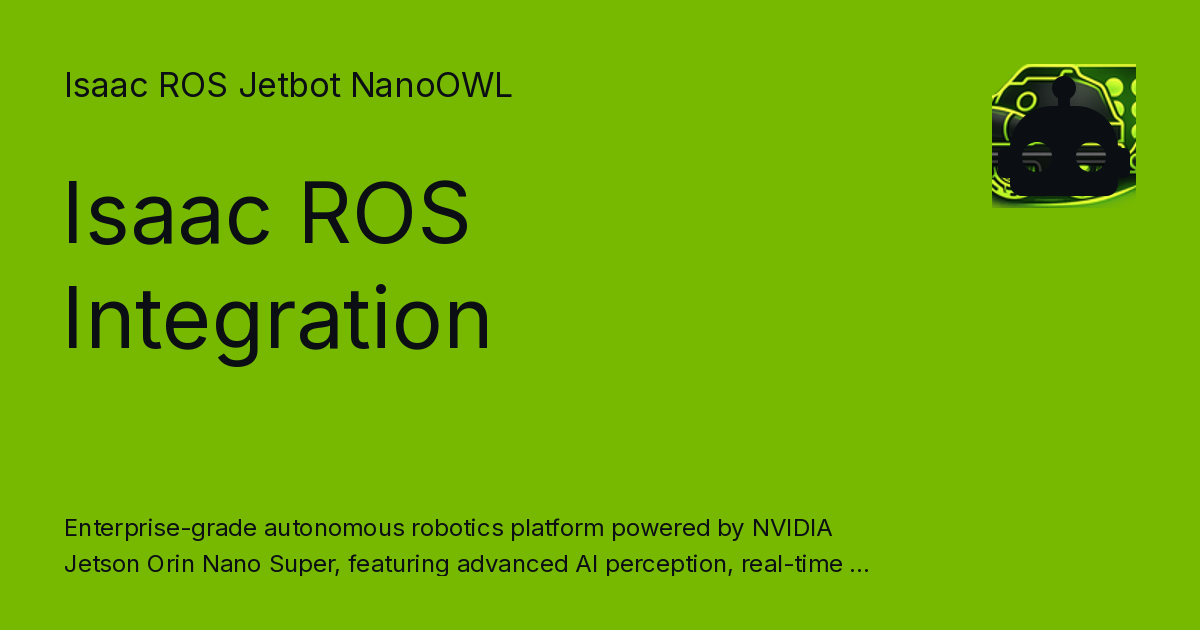 Isaac ROS Jetbot NanoOWL
Isaac ROS
Integration
Enterprise-grade autonomous robotics platform powered by NVIDIA
Jetson Orin Nano Super, featuring advanced AI perception, real-time ...